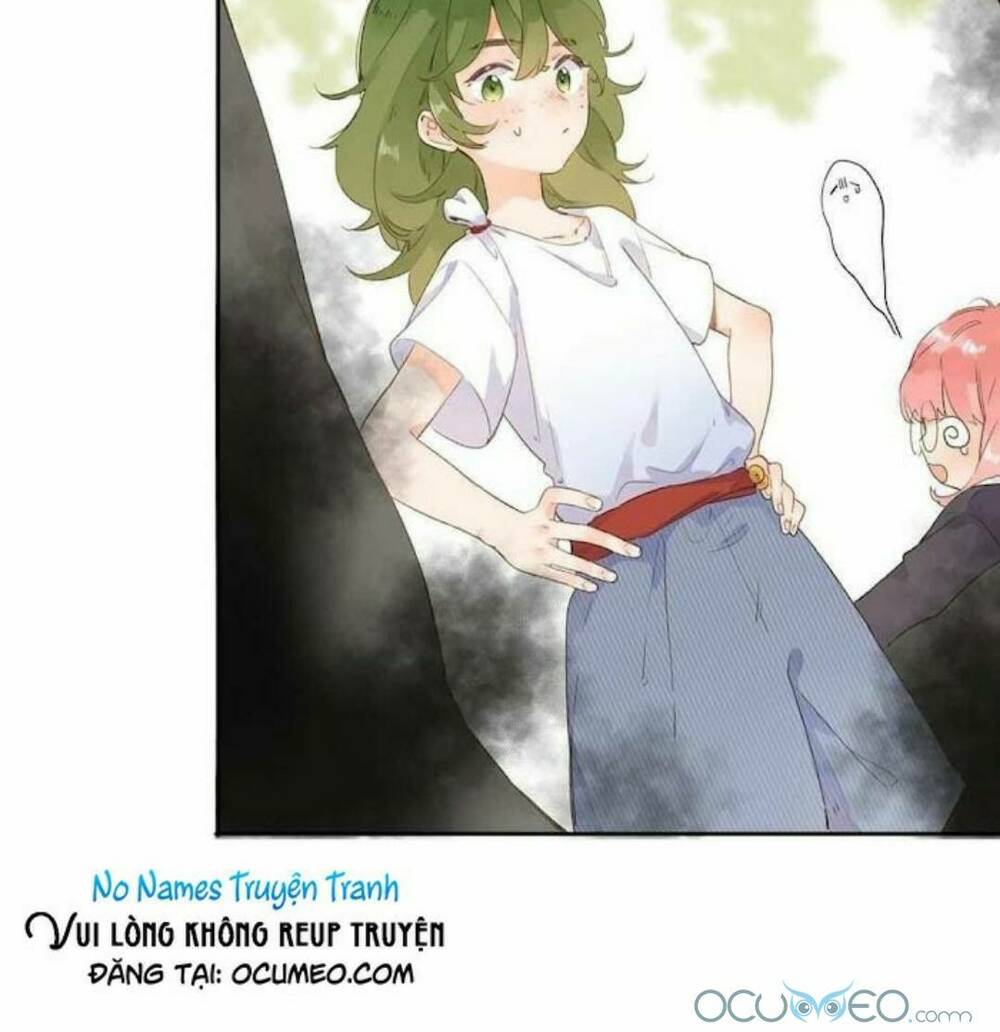 No Names Truyện Tranh
VUI LÒNG KHÔNG REUP TRUYỆN
ĐĂNG TẠI: OCUMEO.COM
OCUMEO.com